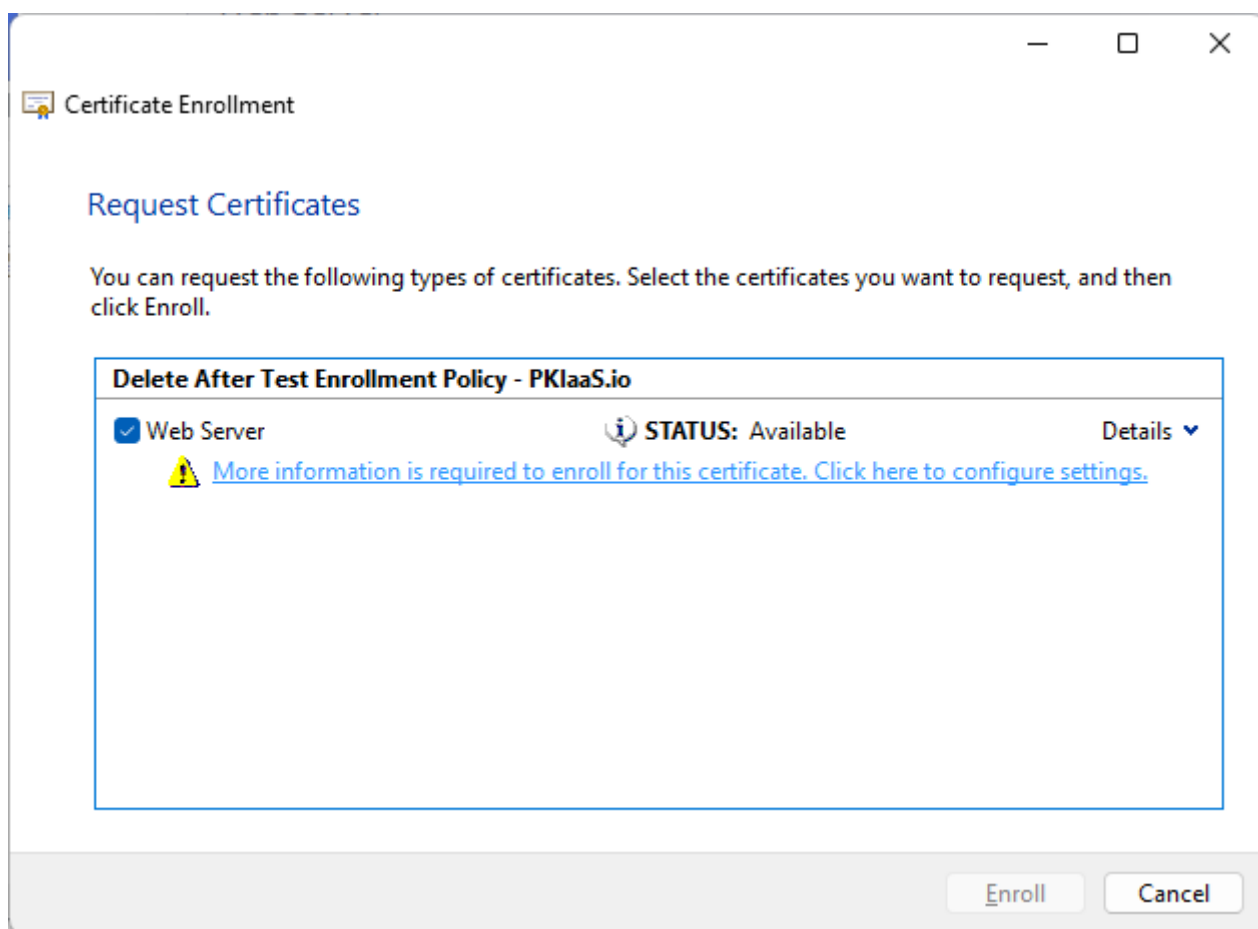 Certificate Enrollment
Request Certificates
You can request the following types of certificates. Select the certificates you want to request, and then
click Enroll.
Delete After Test Enrollment Policy - PKIaaS.io
Web Server STATUS: Available Details
More information is required to enroll for this certificate. Click here to configure settings.
Enroll Cancel